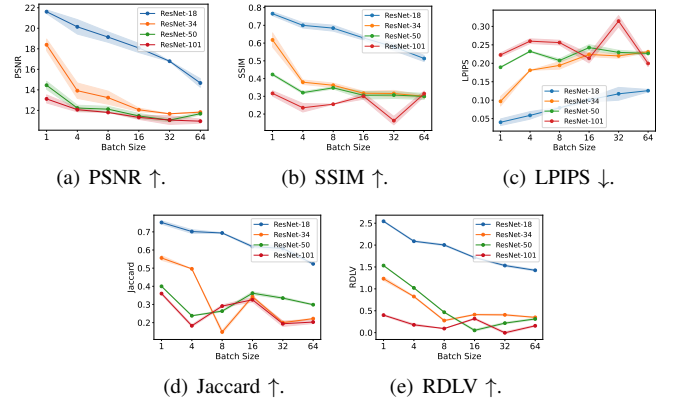 22
20
18
16
14
12
PSNR
1 4 8 16 32 64
Batch Size
ResNet-18
ResNet-34
ResNet-50
ResNet-101
(a) PSNR ↑.
0.8
0.7
0.6
0.5
0.4
0.3
0.2
SSIM
1 4 8 16 32 64
Batch Size
ResNet-18
ResNet-34
ResNet-50
ResNet-101
(b) SSIM ↑.
0.30
0.25
0.20
0.15
0.10
0.05
LPIPS
1 4 8 16 32 64
Batch Size
ResNet-18
ResNet-34
ResNet-50
ResNet-101
(c) LPIPS ↓.
0.7
0.6
0.5
0.4
0.3
0.2
Jaccard
1 4 8 16 32 64
Batch Size
ResNet-18
ResNet-34
ResNet-50
ResNet-101
(d) Jaccard ↑.
2.5
2.0
1.5
1.0
0.5
0.0
RDLV
1 4 8 16 32 64
Batch Size
ResNet-18
ResNet-34
ResNet-50
ResNet-101
(e) RDLV ↑.